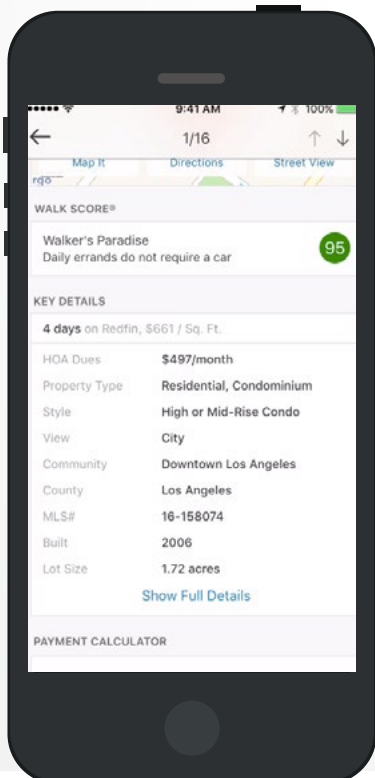 9:41 AM 100%
1/16
Map It Directions Street View
rgo
WALK SCORE®
Walker's Paradise
Daily errands do not require a car
95
KEY DETAILS
4 days on Redfin, $661 / Sq. Ft.
HOA Dues $497/month
Property Type Residential, Condominium
Style High or Mid-Rise Condo
View City
Community Downtown Los Angeles
County Los Angeles
MLS# 16-158074
Built 2006
Lot Size 1.72 acres
Show Full Details
PAYMENT CALCULATOR